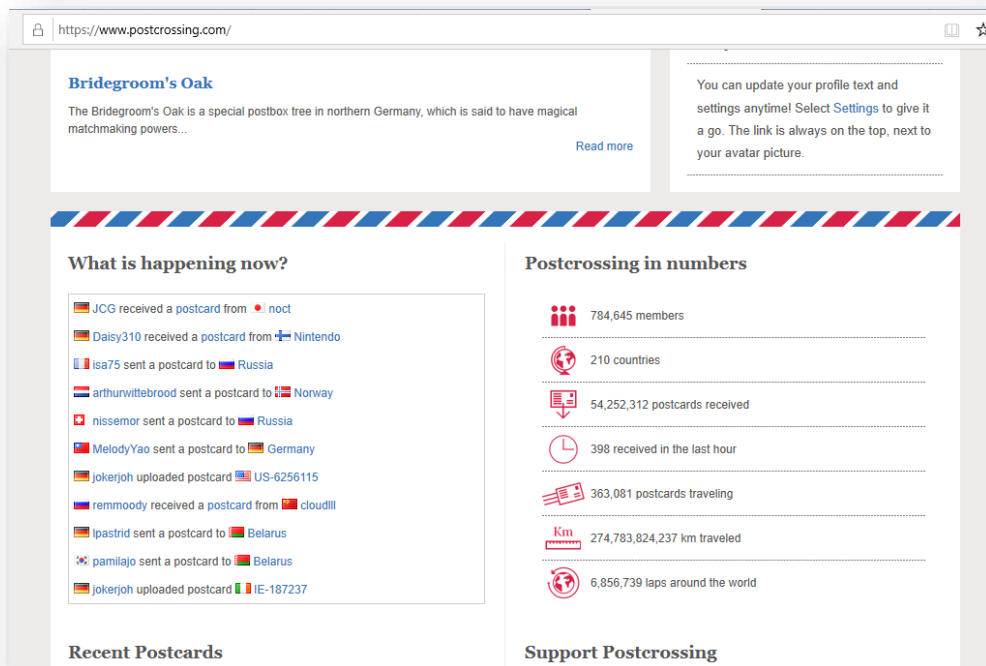 https://www.postcrossing.com/
Bridegroom's Oak
The Bridegroom's Oak is a special postbox tree in northern Germany, which is said to have magical
matchmaking powers...
Read more
You can update your profile text and
settings anytime! Select Settings to give it
a go. The link is always on the top, next to
your avatar picture.
What is happening now?
JCG received a postcard from noct
Daisy310 received a postcard from Nintendo
isa75 sent a postcard to Russia
arthurwittebrood sent a postcard to Norway
nissemor sent a postcard to Russia
MelodyYao sent a postcard to Germany
jokerjoh uploaded postcard US-6256115
remmoody received a postcard from cloudlll
lpastrid sent a postcard to Belarus
pamilajo sent a postcard to Belarus
jokerjoh uploaded postcard IE-187237
Postcrossing in numbers
784,645 members
210 countries
54,252,312 postcards received
398 received in the last hour
363,081 postcards traveling
Km
274,783,824,237 km traveled
6,856,739 laps around the world
Recent Postcards
Support Postcrossing